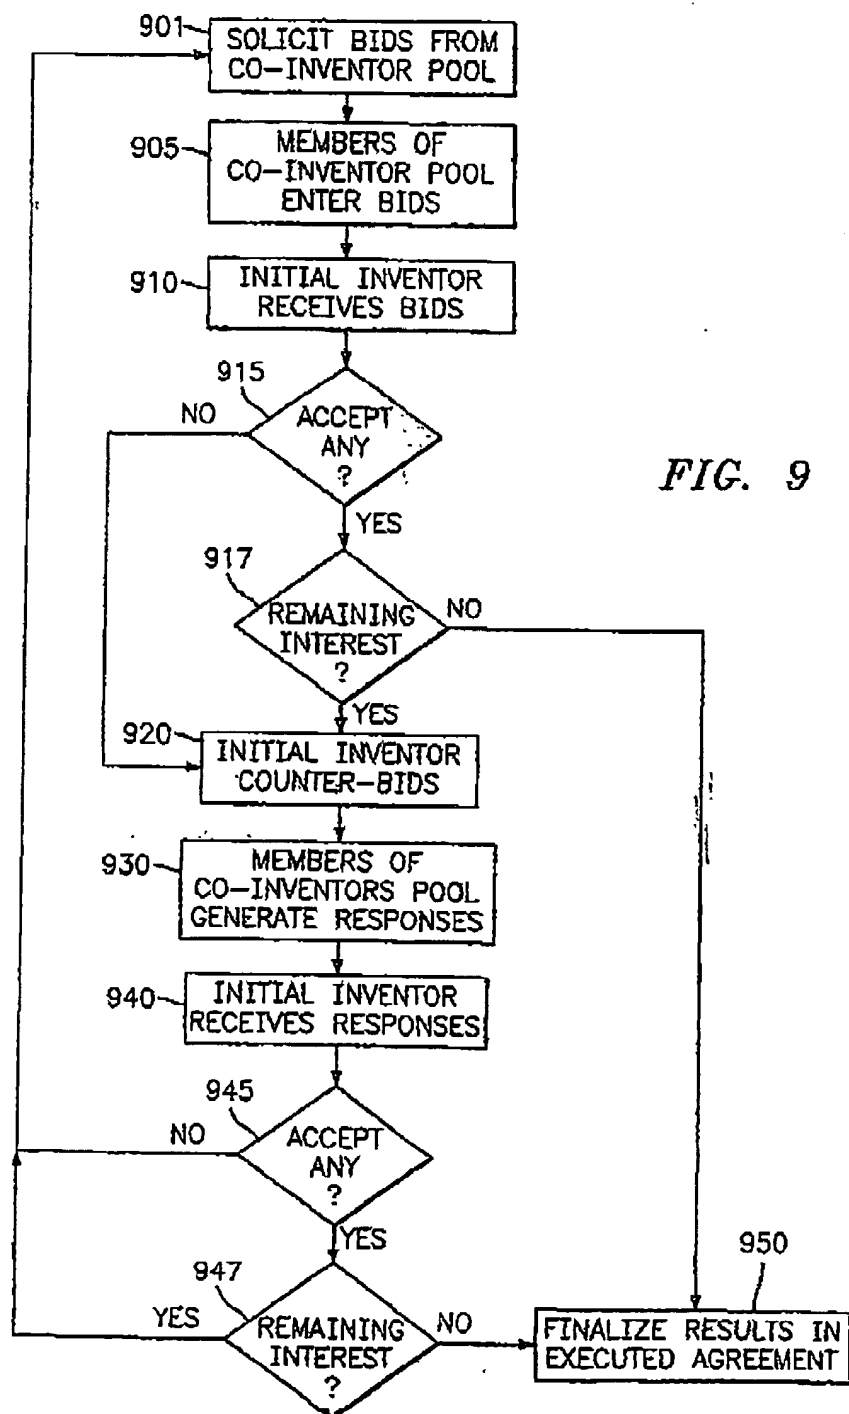 901
SOLICIT BIDS FROM
CO-INVENTOR POOL
905
MEMBERS OF
CO-INVENTOR POOL
ENTER BIDS
910
INITIAL INVENTOR
RECEIVES BIDS
915
NO
ACCEPT
ANY
?
FIG. 9
YES
917
REMAINING
INTEREST
?
NO
YES
920
INITIAL INVENTOR
COUNTER-BIDS
930
MEMBERS OF
CO-INVENTORS POOL
GENERATE RESPONSES
940
INITIAL INVENTOR
RECEIVES RESPONSES
945
NO
ACCEPT
ANY
?
YES
947
YES
REMAINING
INTEREST
?
NO
950
FINALIZE RESULTS IN
EXECUTED AGREEMENT